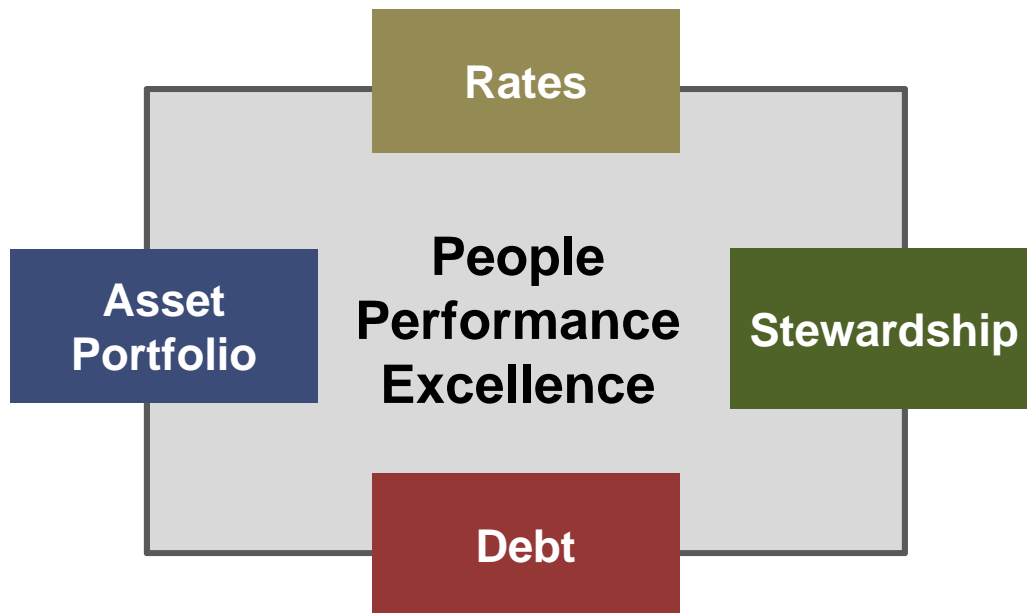 Rates
People
Performance
Excellence
Asset
Portfolio
Stewardship
Debt